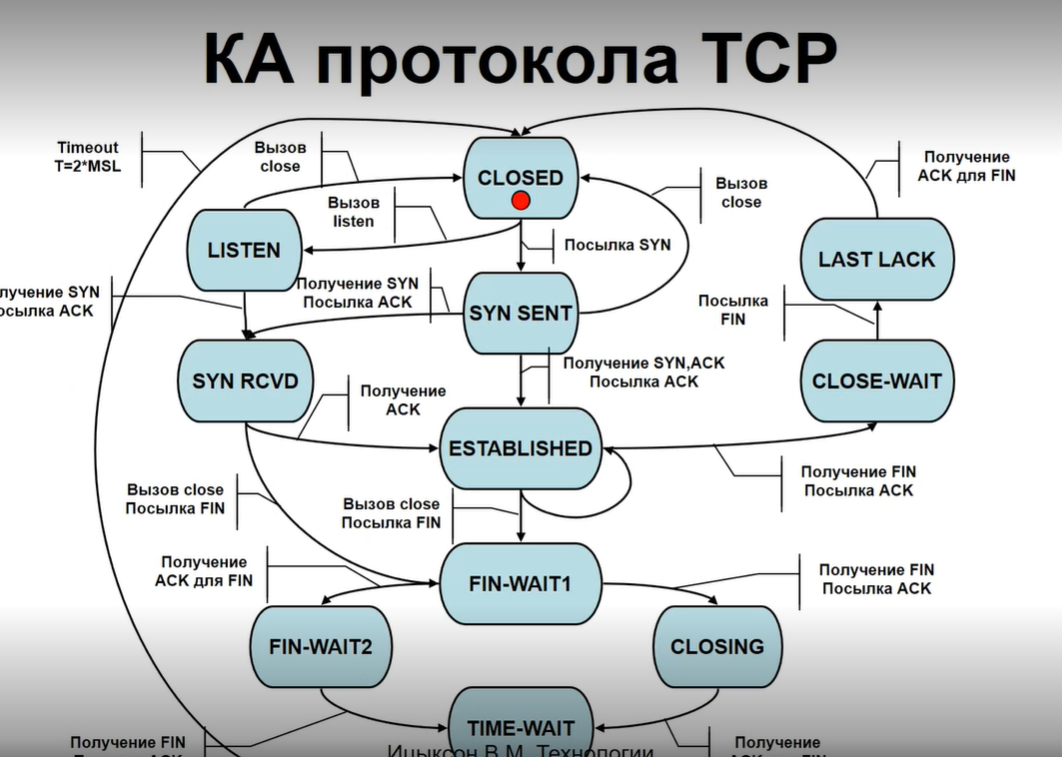 КА протокола TCP
Timeout
T=2*MSL
Вызов
close
CLOSED
Вызов
listen
Вызов
close
Получение
ACK для FIN
LISTEN
Посылка SYN
LAST LACK
SYN
ACK
Получение SYN
Посылка ACK
SYN SENT
Посылка
FIN
SYN RCVD
Получение
ACK
Получение SYN,ACK
Посылка ACK
CLOSE-WAIT
ESTABLISHED
Получение FIN
Посылка ACK
Вызов close
Посылка FIN
Вызов close
Посылка FIN
Получение
ACK для FIN
FIN-WAIT1
Получение FIN
Посылка ACK
FIN-WAIT2
CLOSING
TIME-WAIT
Получение FIN
Получение
Ицыксон В.М. Технологии